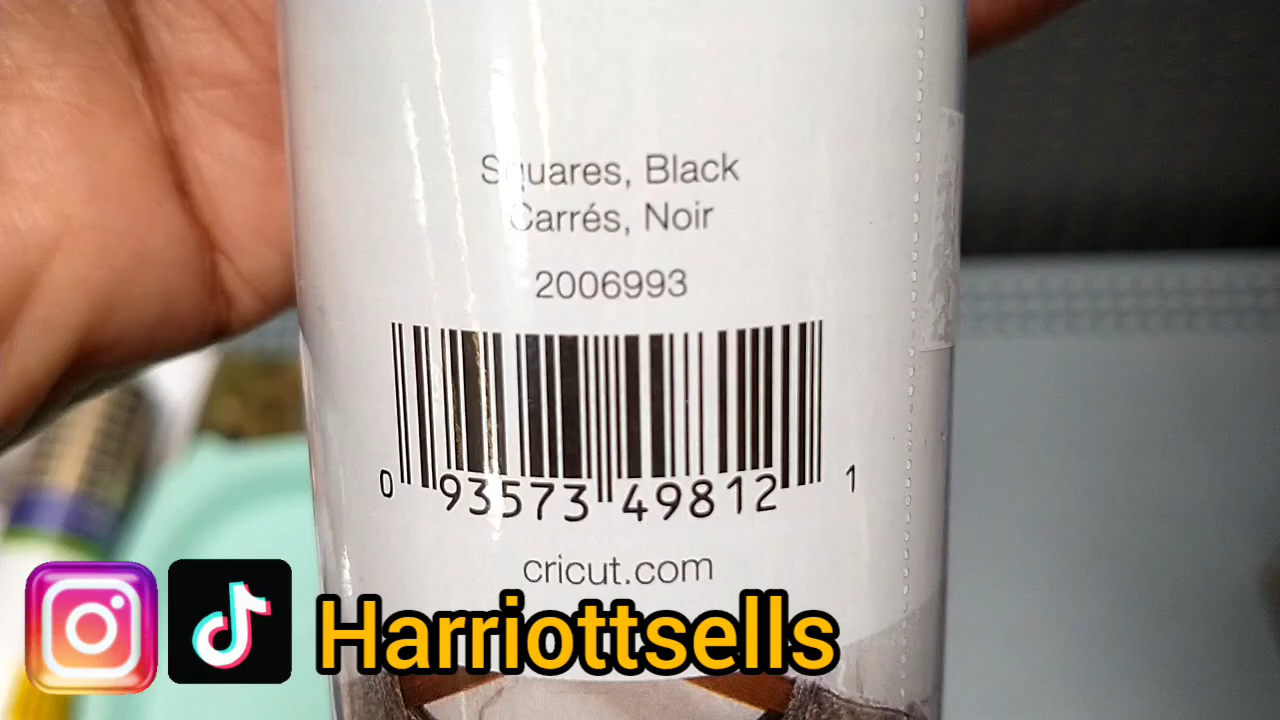 Squares, Black
Carrés, Noir
2006993
0 93573 49812 1
cricut.com
Harriottsells